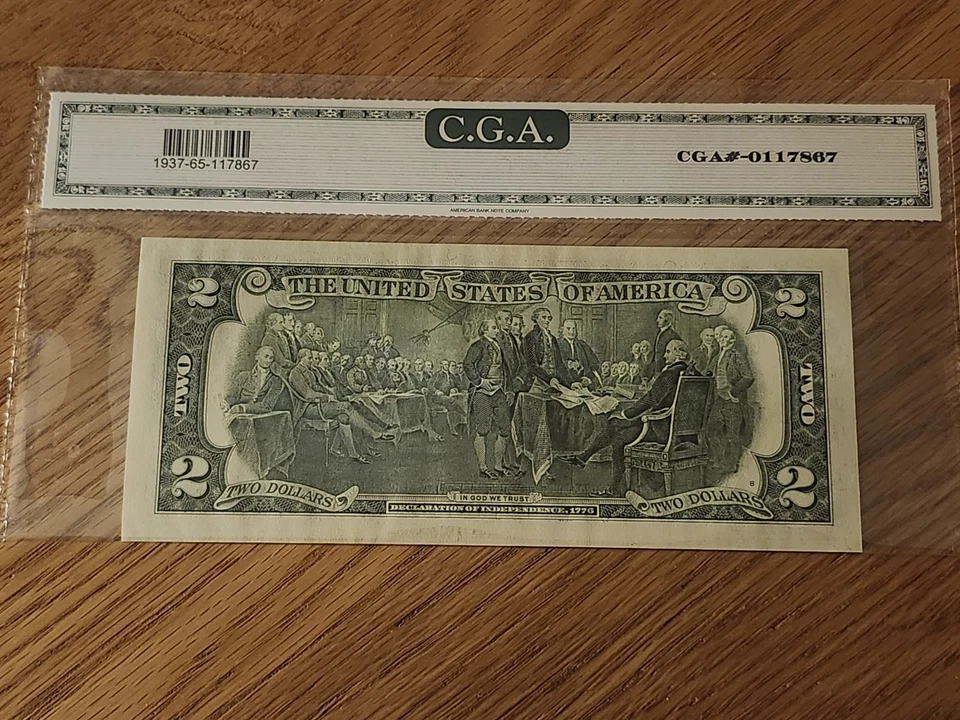 C.G.A.
1937-65-117867
CGA#-0117867
AMERICAN BANK NOTE COMPANY
2 THE UNITED STATES OF AMERICA 2
TWO TWO
2 TWO DOLLARS IN GOD WE TRUST TWO DOLLARS 2
8
DECLARATION OF INDEPENDENCE, 1776